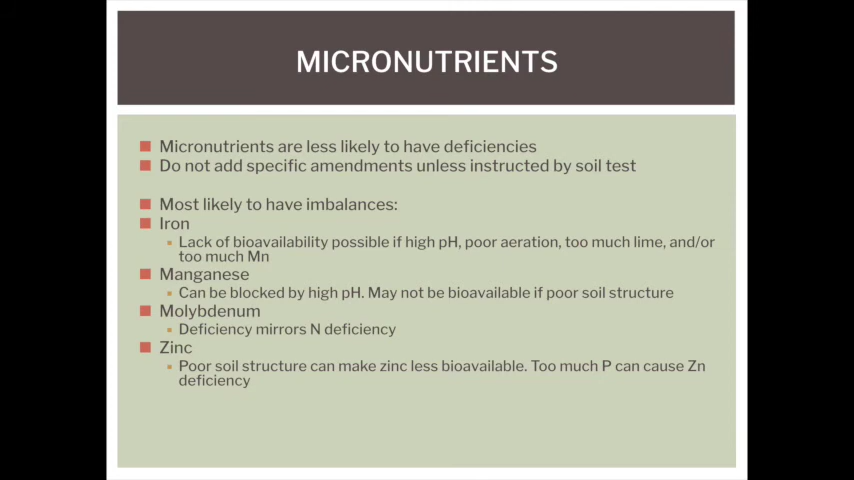 MICRONUTRIENTS
Micronutrients are less likely to have deficiencies
Do not add specific amendments unless instructed by soil test
Most likely to have imbalances:
Iron
Lack of bioavailability possible if high pH, poor aeration, too much lime, and/or
too much Mn
Manganese
Can be blocked by high pH. May not be bioavailable if poor soil structure
Molybdenum
Deficiency mirrors N deficiency
Zinc
Poor soil structure can make zinc less bioavailable. Too much P can cause Zn
deficiency